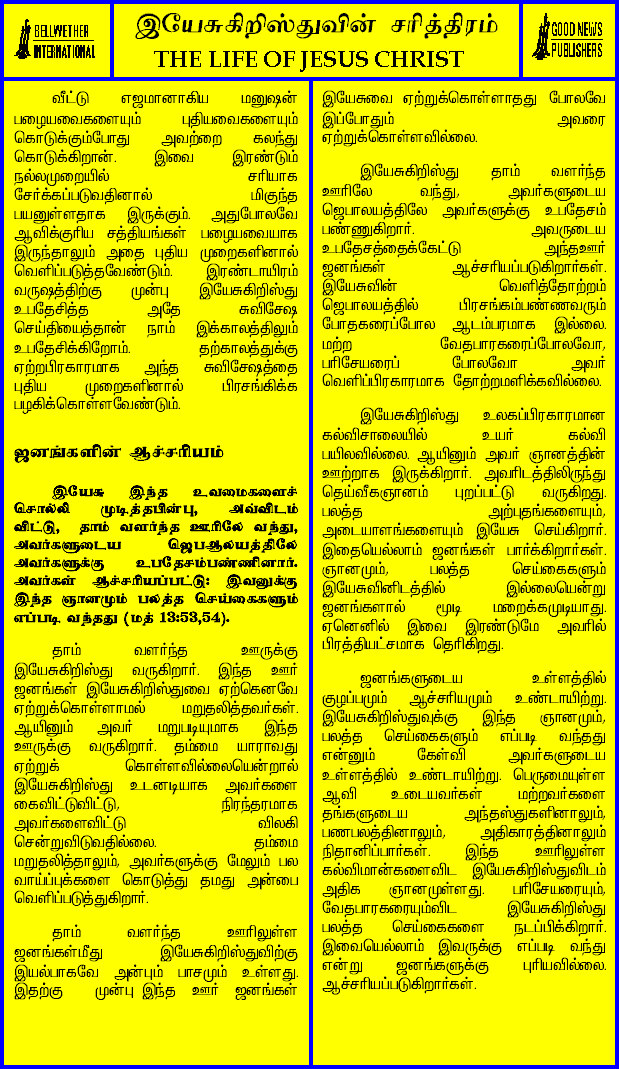 BELLWETHER
INTERNATIONAL
இயேசுகிறிஸ்துவின் சரித்திரம்
THE LIFE OF JESUS CHRIST
GOOD NEWS
PUBLISHERS
வீட்டு எஜமானாகிய மனுஷன்
பழையவைகளையும் புதியவைகளையும்
கொடுக்கும்போது அவற்றை கலந்து
கொடுக்கிறான். இவை இரண்டும்
நல்லமுறையில் சரியாக
சேர்க்கப்படுவதினால் மிகுந்த
பயனுள்ளதாக இருக்கும். அதுபோலவே
ஆவிக்குரிய சத்தியங்கள் பழையவையாக
இருந்தாலும் அதை புதிய முறைகளினால்
வெளிப்படுத்தவேண்டும். இரண்டாயிரம்
வருஷத்திற்கு முன்பு இயேசுகிறிஸ்து
உபதேசித்த அதே சுவிசேஷ
செய்தியைத்தான் நாம் இக்காலத்திலும்
உபதேசிக்கிறோம். தற்காலத்துக்கு
ஏற்றபிரகாரமாக அந்த சுவிசேஷத்தை
புதிய முறைகளினால் பிரசங்கிக்க
பழகிக்கொள்ளவேண்டும்.
ஜனங்களின் ஆச்சரியம்
இயேசு இந்த உவமைகளைச்
சொல்லி முடித்தபின்பு, அவ்விடம்
விட்டு, தாம் வளர்ந்த ஊரிலே வந்து,
அவர்களுடைய ஜெபஆலயத்திலே
அவர்களுக்கு உபதேசம்பண்ணினார்.
அவர்கள் ஆச்சரியப்பட்டு: இவனுக்கு
இந்த ஞானமும் பலத்த செய்கைகளும்
எப்படி வந்தது (மத் 13:53,54).
தாம் வளர்ந்த ஊருக்கு
இயேசுகிறிஸ்து வருகிறார். இந்த ஊர்
ஜனங்கள் இயேசுகிறிஸ்துவை ஏற்கெனவே
ஏற்றுக்கொள்ளாமல் மறுதலித்தவர்கள்.
ஆயினும் அவர் மறுபடியுமாக இந்த
ஊருக்கு வருகிறார். தம்மை யாராவது
ஏற்றுக் கொள்ளவில்லையென்றால்
இயேசுகிறிஸ்து உடனடியாக அவர்களை
கைவிட்டுவிட்டு, நிரந்தரமாக
அவர்களைவிட்டு விலகி
சென்றுவிடுவதில்லை. தம்மை
மறுதலித்தாலும், அவர்களுக்கு மேலும் பல
வாய்ப்புக்களை கொடுத்து தமது அன்பை
வெளிப்படுத்துகிறார்.
தாம் வளர்ந்த ஊரிலுள்ள
ஜனங்கள்மீது இயேசுகிறிஸ்துவிற்கு
இயல்பாகவே அன்பும் பாசமும் உள்ளது.
இதற்கு முன்பு இந்த ஊர் ஜனங்கள்
இயேசுவை ஏற்றுக்கொள்ளாதது போலவே
இப்போதும் அவரை
ஏற்றுக்கொள்ளவில்லை.
இயேசுகிறிஸ்து தாம் வளர்ந்த
ஊரிலே வந்து, அவர்களுடைய
ஜெபாலயத்திலே அவர்களுக்கு உபதேசம்
பண்ணுகிறார். அவருடைய
உபதேசத்தைக்கேட்டு அந்தஊர்
ஜனங்கள் ஆச்சரியப்படுகிறார்கள்.
இயேசுவின் வெளித்தோற்றம்
ஜெபாலயத்தில் பிரசங்கம்பண்ணவரும்
போதகரைப்போல ஆடம்பரமாக இல்லை.
மற்ற வேதபாரகரைப்போலவோ,
பரிசேயரைப் போலவோ அவர்
வெளிப்பிரகாரமாக தோற்றமளிக்கவில்லை.
இயேசுகிறிஸ்து உலகப்பிரகாரமான
கல்விசாலையில் உயர் கல்வி
பயிலவில்லை. ஆயினும் அவர் ஞானத்தின்
ஊற்றாக இருக்கிறார். அவரிடத்திலிருந்து
தெய்வீகஞானம் புறப்பட்டு வருகிறது.
பலத்த அற்புதங்களையும்,
அடையாளங்களையும் இயேசு செய்கிறார்.
இதையெல்லாம் ஜனங்கள் பார்க்கிறார்கள்.
ஞானமும், பலத்த செய்கைகளும்
இயேசுவினிடத்தில் இல்லையென்று
ஜனங்களால் மூடி மறைக்கமுடியாது.
ஏனெனில் இவை இரண்டுமே அவரில்
பிரத்தியட்சமாக தெரிகிறது.
ஜனங்களுடைய உள்ளத்தில்
குழப்பமும் ஆச்சரியமும் உண்டாயிற்று.
இயேசுகிறிஸ்துவுக்கு இந்த ஞானமும்,
பலத்த செய்கைகளும் எப்படி வந்தது
என்னும் கேள்வி அவர்களுடைய
உள்ளத்தில் உண்டாயிற்று. பெருமையுள்ள
ஆவி உடையவர்கள் மற்றவர்களை
தங்களுடைய அந்தஸ்துகளினாலும்,
பணபலத்தினாலும், அதிகாரத்தினாலும்
நிதானிப்பார்கள். இந்த ஊரிலுள்ள
கல்விமான்களைவிட இயேசுகிறிஸ்துவிடம்
அதிக ஞானமுள்ளது. பரிசேயரையும்,
வேதபாரகரையும்விட இயேசுகிறிஸ்து
பலத்த செய்கைகளை நடப்பிக்கிறார்.
இவையெல்லாம் இவருக்கு எப்படி வந்து
என்று ஜனங்களுக்கு புரியவில்லை.
ஆச்சரியப்படுகிறார்கள்.